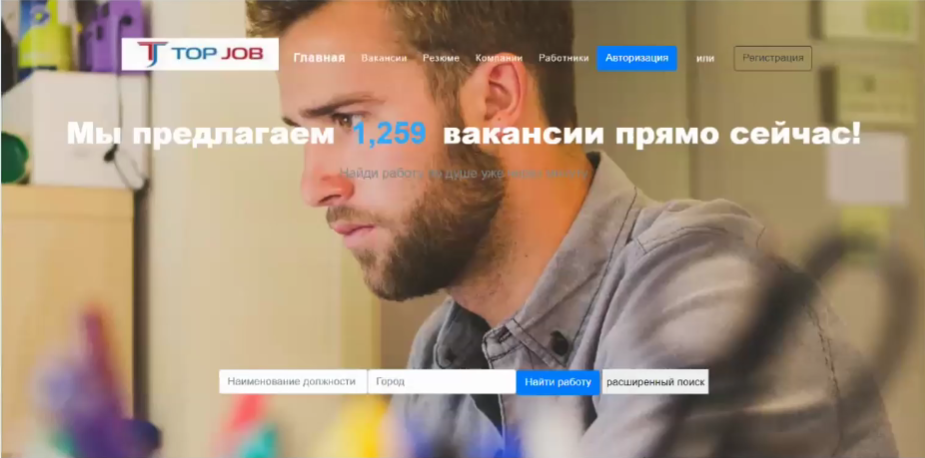 TJ TOP JOB Главная Вакансии Резюме Компании Работники Авторизация или Регистрация
Мы предлагаем 1,259 вакансии прямо сейчас!
Найди работу по душе уже
Наименование должности Город Найти работу расширенный поиск